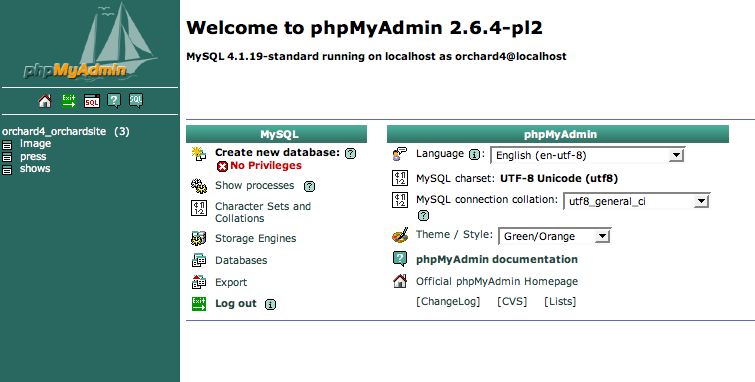 phpMyAdmin
Exit
SQL
?
SQL
orchard4_orchardsite (3)
Image
press
shows
Welcome to phpMyAdmin 2.6.4-pl2
MySQL 4.1.19-standard running on localhost as orchard4@localhost
MySQL
Create new database: ?
No Privileges
Show processes ?
Character Sets and
Collations
Storage Engines
Databases
Export
Exit Log out i
phpMyAdmin
Language i: English (en-utf-8)
MySQL charset: UTF-8 Unicode (utf8)
MySQL connection collation: utf8_general_ci
?
Theme / Style: Green/Orange
? phpMyAdmin documentation
Official phpMyAdmin Homepage
[ChangeLog] [CVS] [Lists]